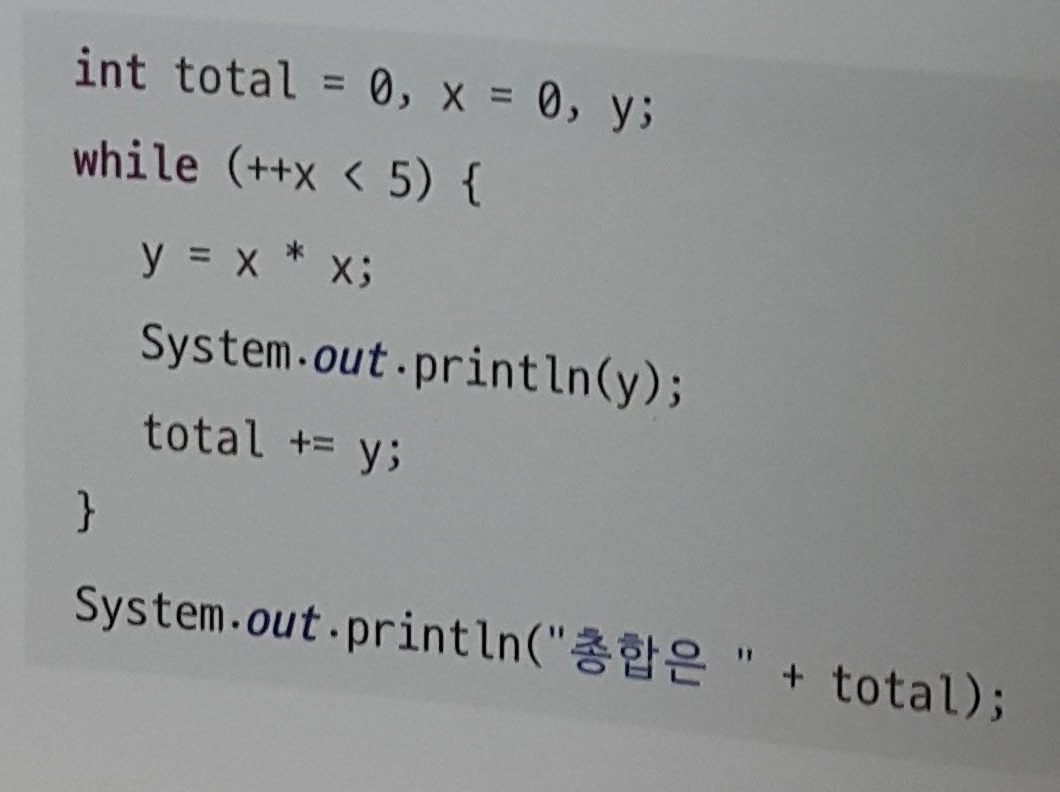 int total = 0, x = 0, y;
while (++x < 5) {
y = x * x;
System.out.println(y);
total += y;
}
System.out.println("총합은 " + total);